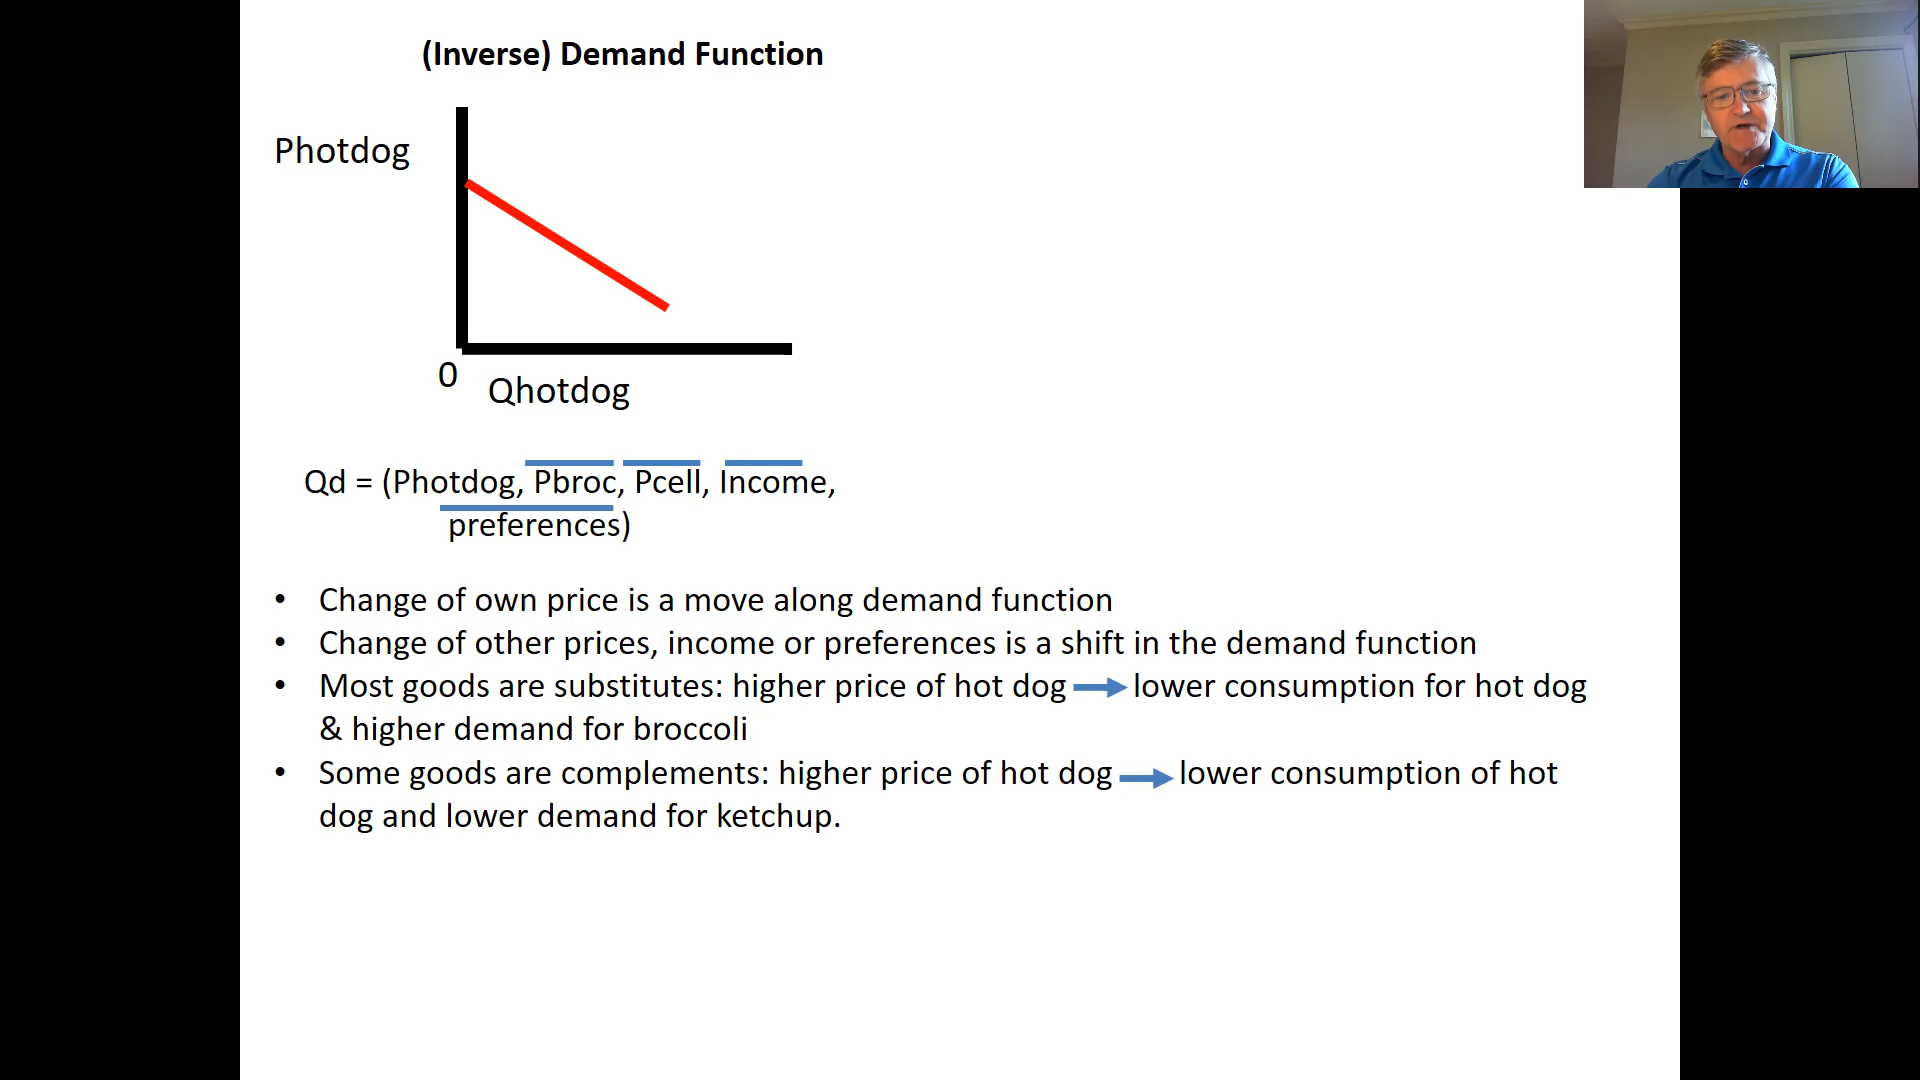 (Inverse) Demand Function
Photdog
0
Qhotdog
Qd = (Photdog, Pbroc, Pcell, Income,
preferences)
• Change of own price is a move along demand function
• Change of other prices, income or preferences is a shift in the demand function
• Most goods are substitutes: higher price of hot dog → lower consumption for hot dog
& higher demand for broccoli
• Some goods are complements: higher price of hot dog → lower consumption of hot
dog and lower demand for ketchup.